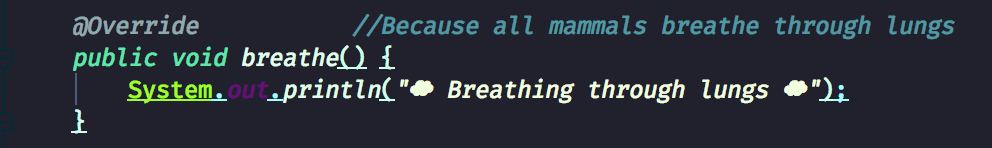 @Override //Because all mammals breathe through lungs
public void breathe() {
System.out.println("💭 Breathing through lungs 💭");
}